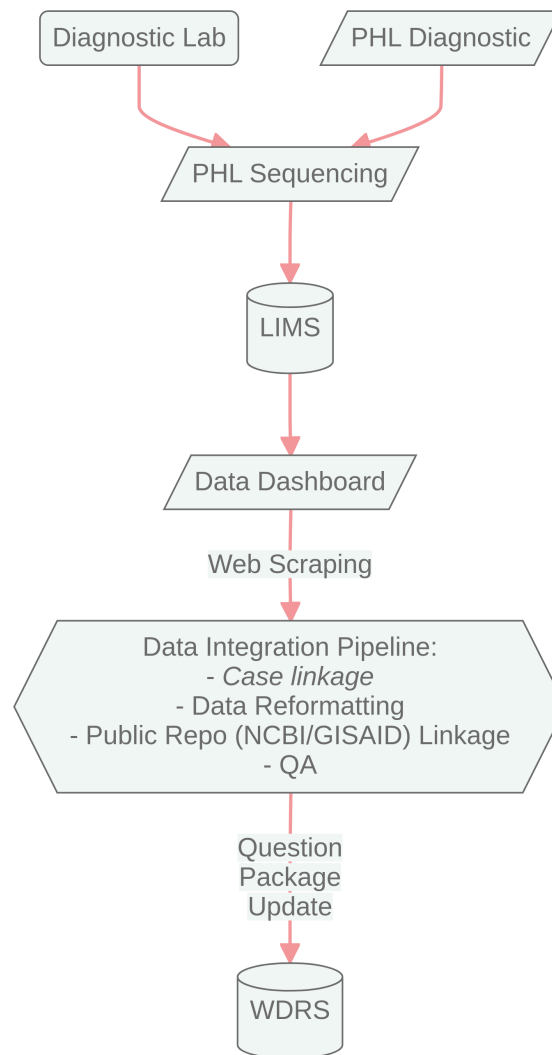 Diagnostic Lab
PHL Diagnostic
PHL Sequencing
LIMS
Data Dashboard
Web Scraping
Data Integration Pipeline:
- Case linkage
- Data Reformatting
- Public Repo (NCBI/GISAID) Linkage
- QA
Question
Package
Update
WDRS